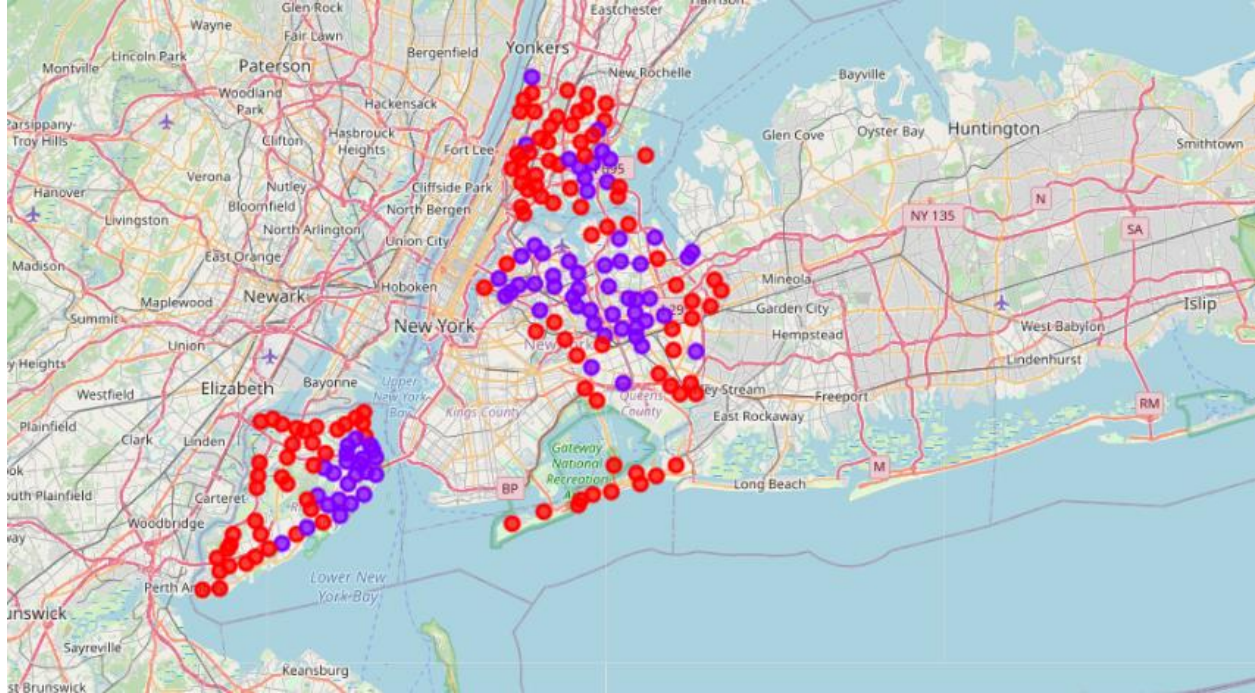 Glen Rock
Eastchester
Harrison
Wayne
Fair Lawn
Yonkers
Bergenfield
Lincoln Park
Paterson
New Rochelle
Montville
Bayville
Woodland
Park
Hackensack
Huntington
Parsippany-
Troy Hills
Clifton
Hasbrouck
Heights
Glen Cove
Oyster Bay
Smithtown
Fort Lee
Verona
Hanover
Nutley
Cliffside Park
N
Livingston
Bloomfield
North Bergen
NY 135
SA
North Arlington
Union City
East Orange
Madison
Mineola
Newark
Hoboken
Maplewood
Garden City
Islip
Summit
New York
West Babylon
Hempstead
Union
Lindenhurst
Bayonne
Westfield
Elizabeth
Upper
New York
Bay
Kings County
Queens
County
Freeport
RM
East Rockaway
Plainfield
Clark
Linden
Gateway
National
Recreation
M
BP
Long Beach
South Plainfield
Carteret
Woodbridge
Lower New
York Bay
Perth Am
unswick
Sayreville
Keansburg
st Brunswick